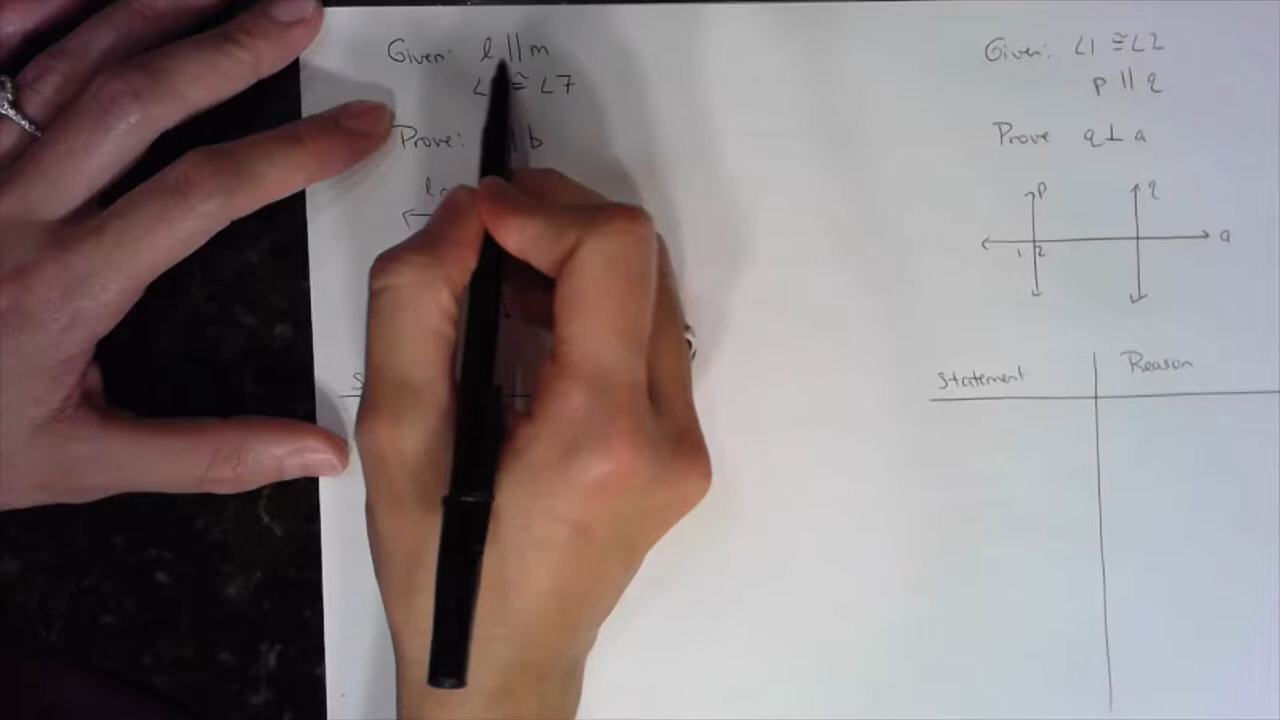 Given: l || m
∠ ≅ ∠7
Prove: | b
l
S
Given: ∠1 ≅ ∠2
p || q
Prove q ⊥ a
p q
a
1 2
Statement Reason